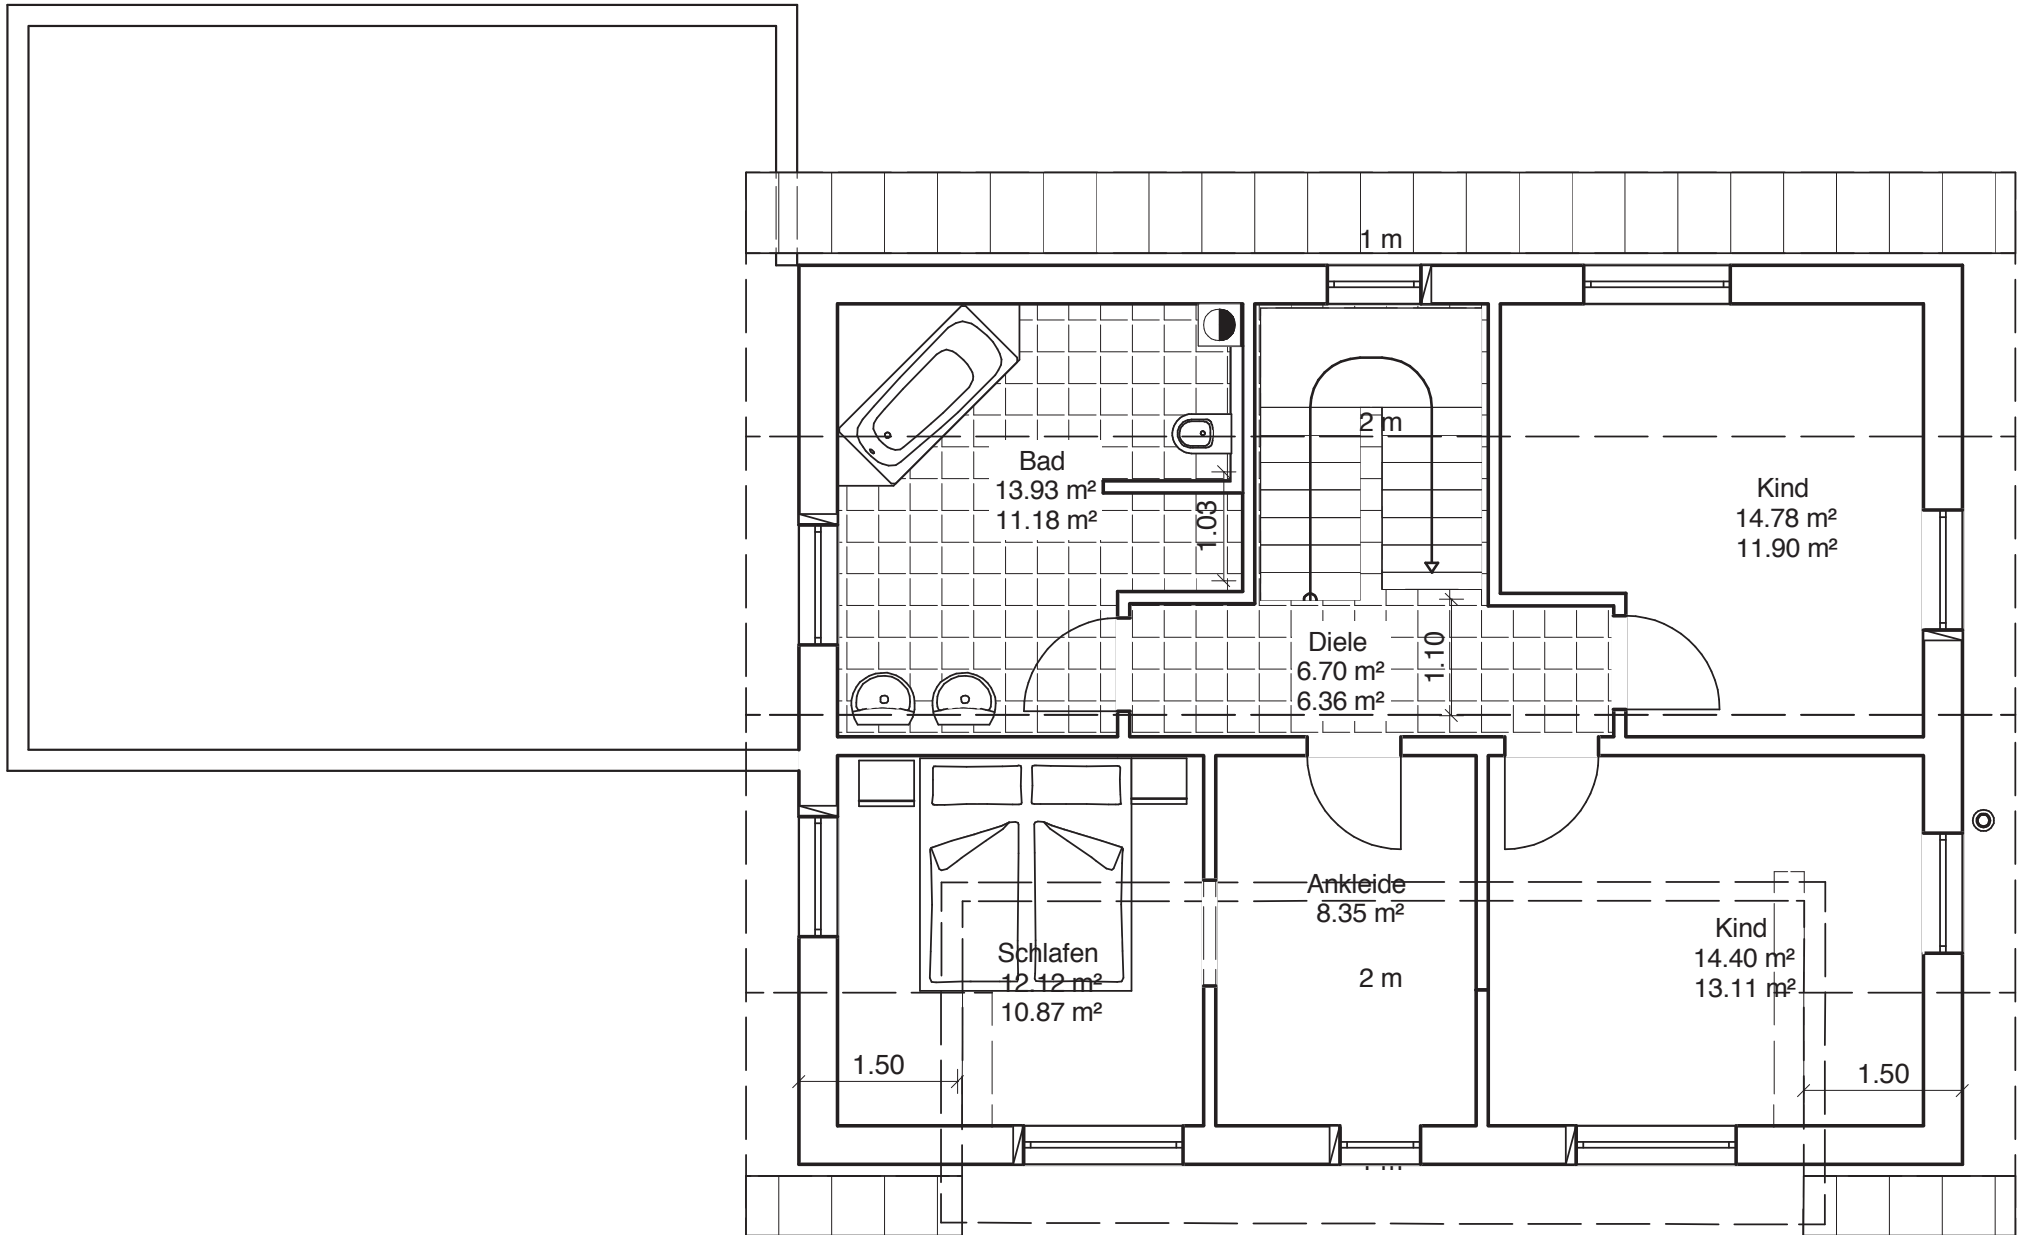 1 m
2 m
Bad
13.93 m²
11.18 m²
1.03
Kind
14.78 m²
11.90 m²
Diele
6.70 m²
6.36 m²
1.10
Ankleide
8.35 m²
2 m
Schlafen
12.12 m²
10.87 m²
Kind
14.40 m²
13.11 m²
1.50
1.50